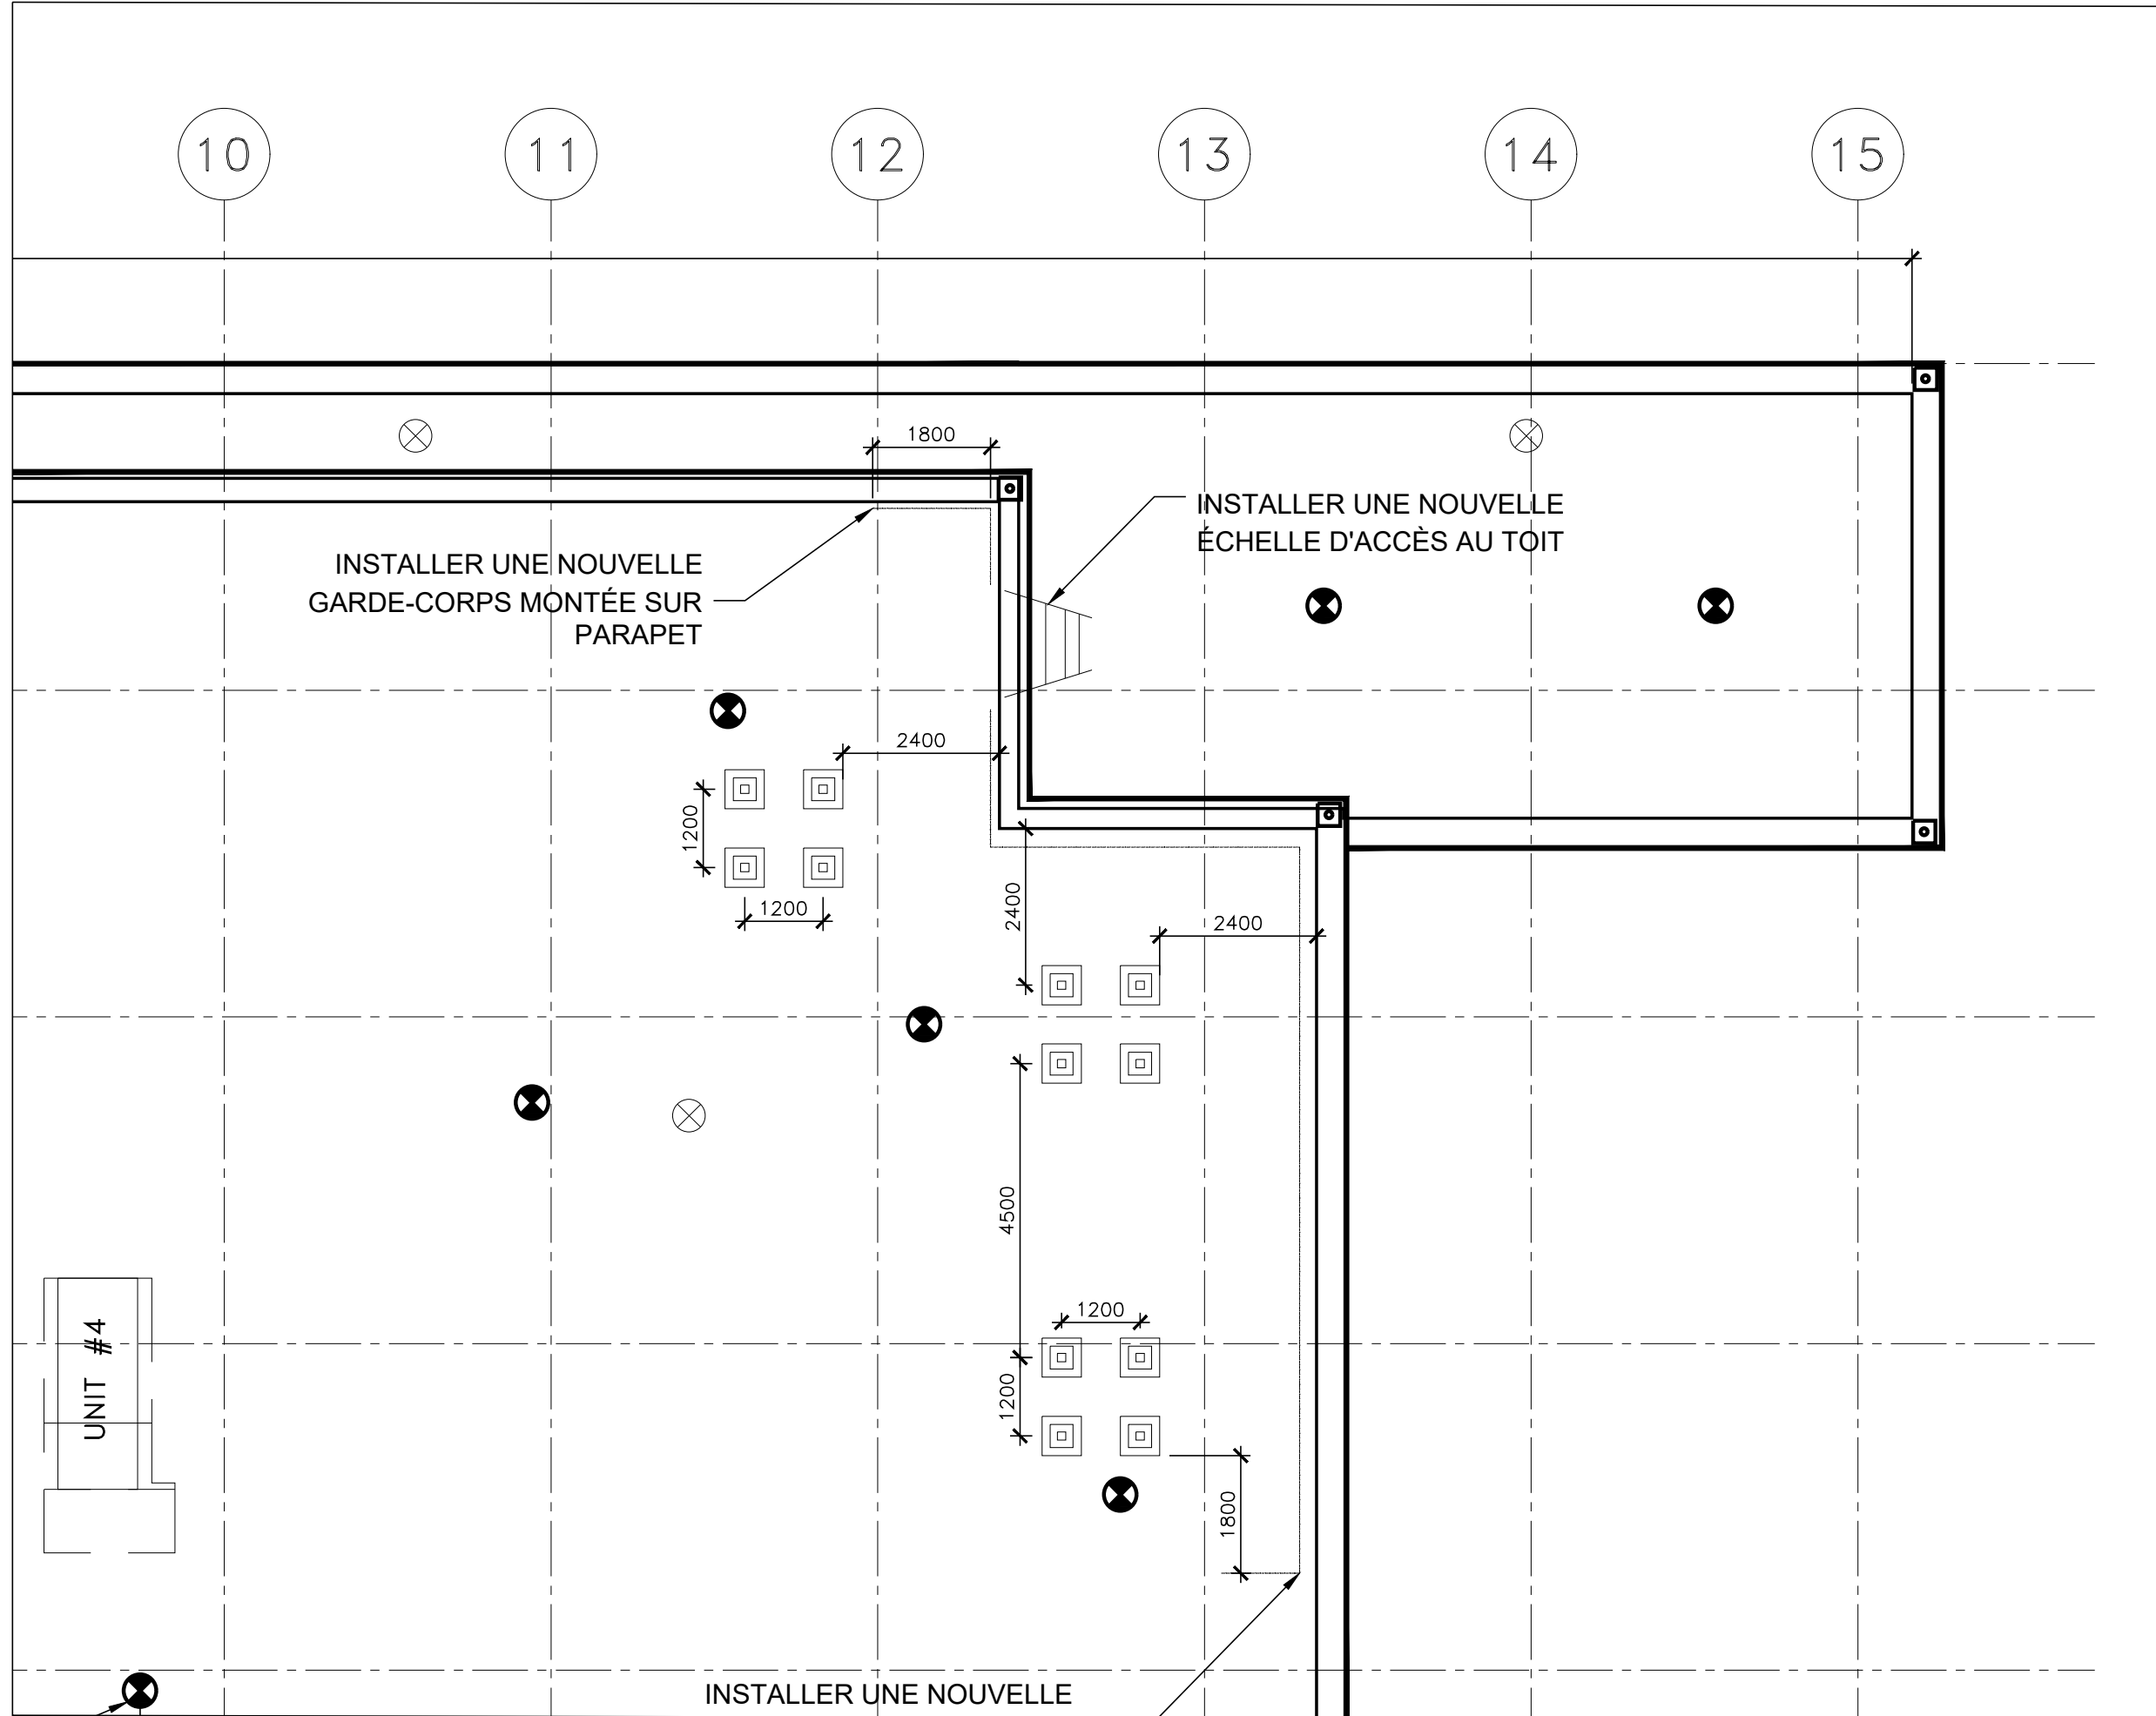 10
11
12
13
14
15
1800
INSTALLER UNE NOUVELLE
ÉCHELLE D'ACCÈS AU TOIT
INSTALLER UNE NOUVELLE
GARDE-CORPS MONTÉE SUR
PARAPET
2400
1200
1200
2400
2400
4500
1200
1200
1800
UNIT #4
INSTALLER UNE NOUVELLE